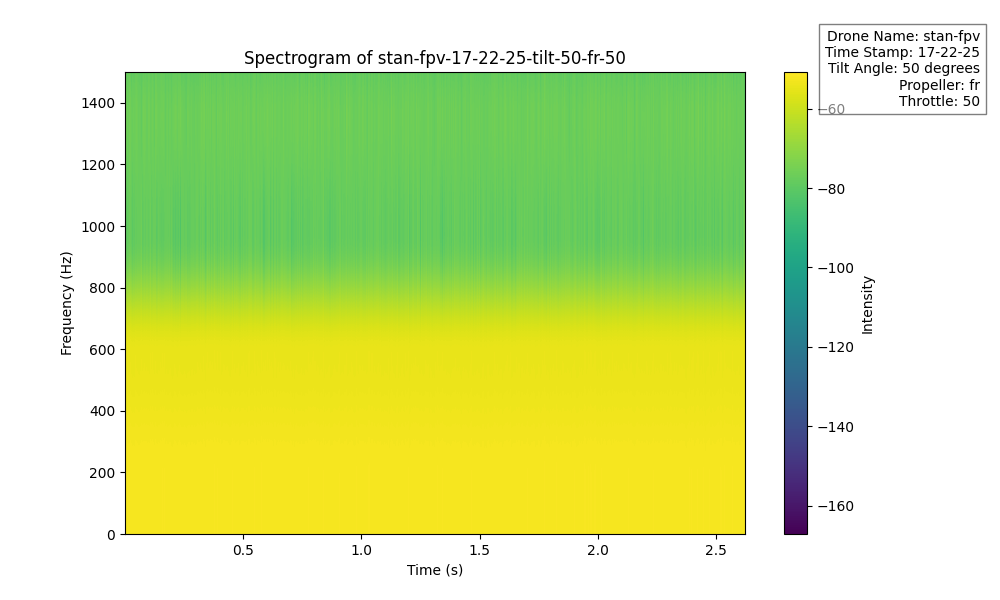 Drone Name: stan-fpv
Time Stamp: 17-22-25
Tilt Angle: 50 degrees
Propeller: fr
Throttle: 50
Spectrogram of stan-fpv-17-22-25-tilt-50-fr-50
1400
1200
1000
800
600
400
200
0
Frequency (Hz)
0.5
1.0
1.5
2.0
2.5
Time (s)
−60
−80
−100
−120
−140
−160
Intensity